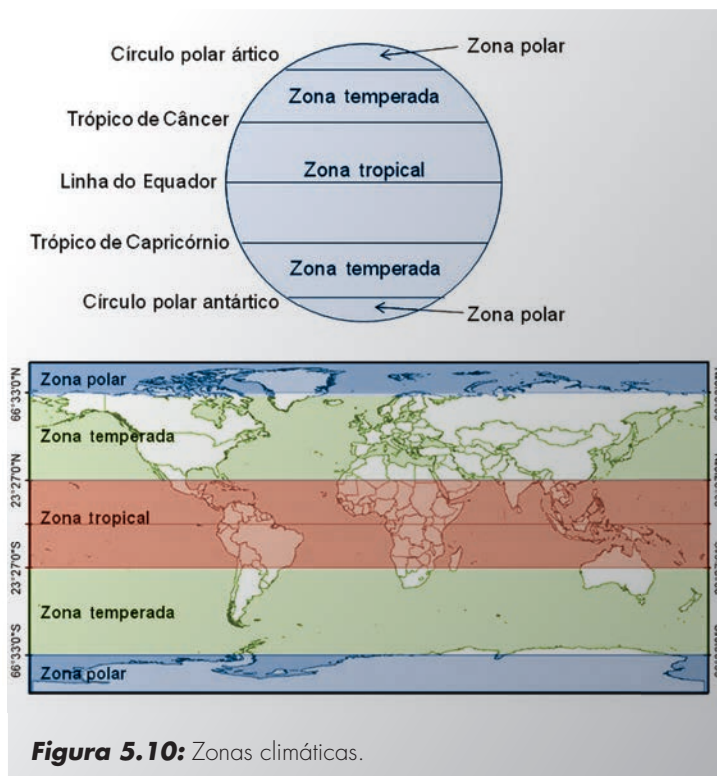 Círculo polar ártico
Zona polar
Zona temperada
Trópico de Câncer
Zona tropical
Linha do Equador
Trópico de Capricórnio
Zona temperada
Círculo polar antártico
Zona polar
66°33'0"N
Zona polar
Zona temperada
23°27'0"N
Zona tropical
23°27'0"S
Zona temperada
66°33'0"S
Zona polar
Figura 5.10: Zonas climáticas.